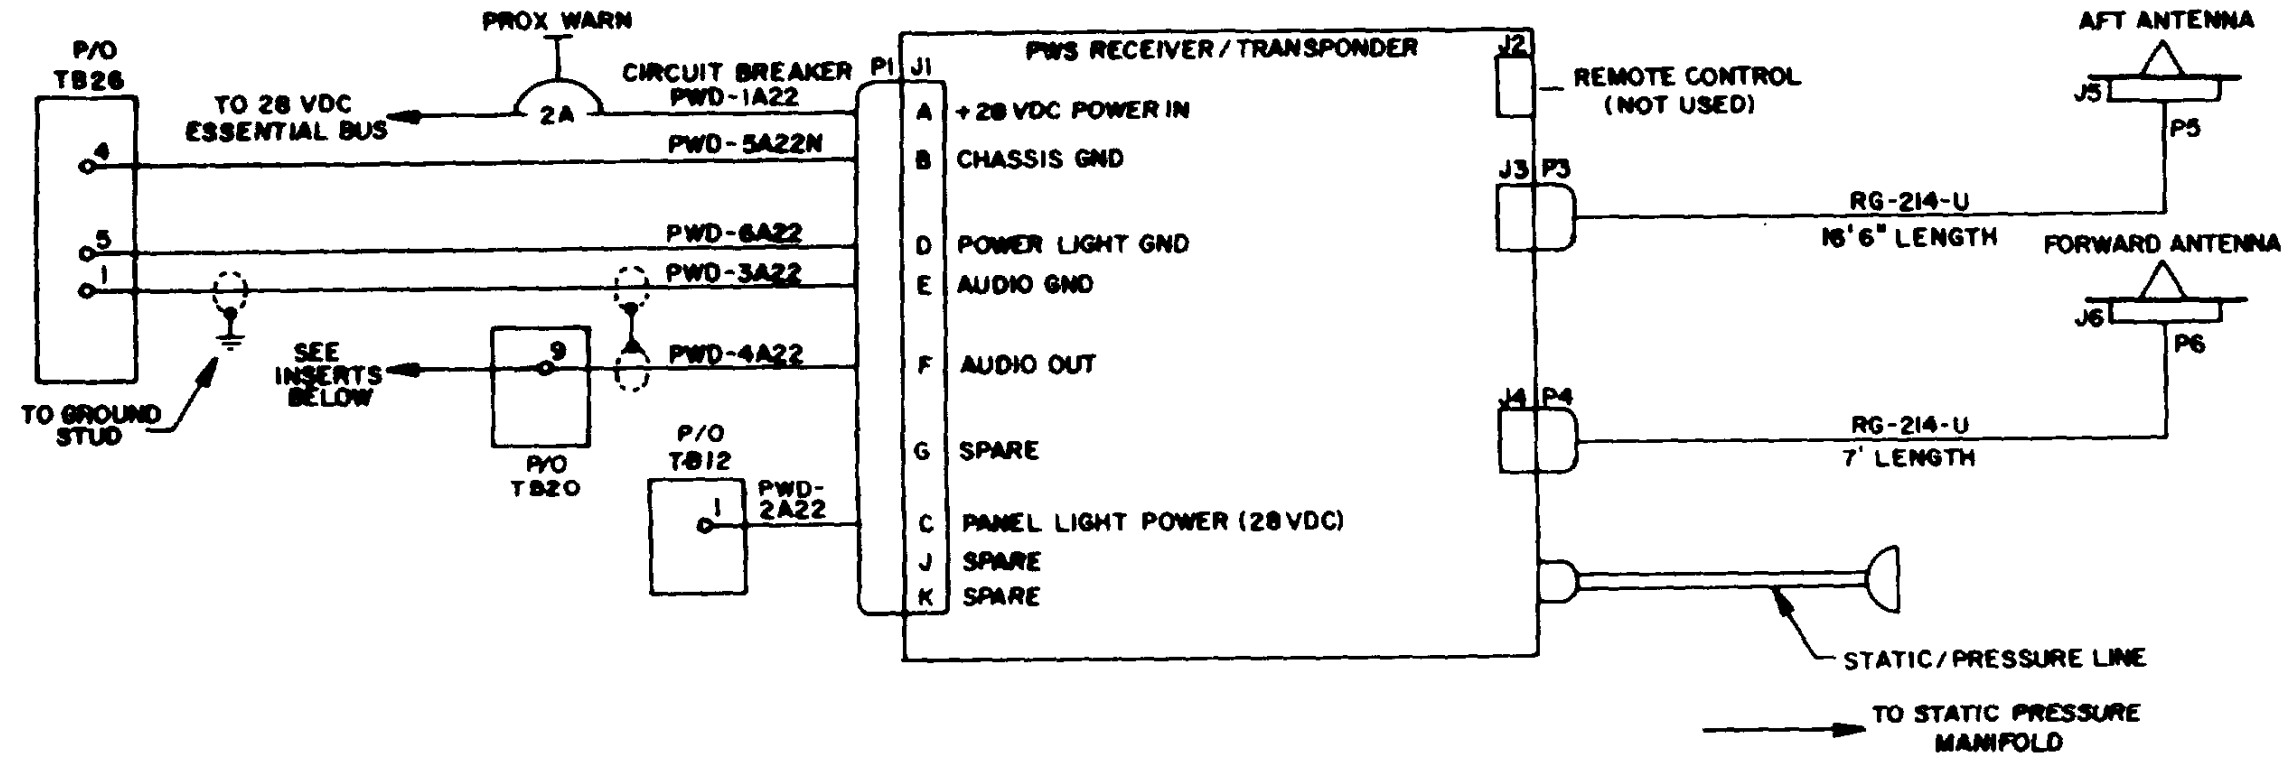 PROX WARN
P/O
TB26
TO 28 VDC
ESSENTIAL BUS
2A
CIRCUIT BREAKER
PWD-1A22
PWD-5A22N
4
PWD-6A22
5
PWD-3A22
1
TO GROUND
STUD
SEE
INSERTS
BELOW
9
PWD-4A22
P/O
TB20
P/O
TB12
1
PWD-
2A22
P1
J1
PWS RECEIVER/TRANSPONDER
A +28 VDC POWER IN
B CHASSIS GND
D POWER LIGHT GND
E AUDIO GND
F AUDIO OUT
G SPARE
C PANEL LIGHT POWER (28VDC)
J SPARE
K SPARE
J2
REMOTE CONTROL
(NOT USED)
J3 P3
RG-214-U
16'6" LENGTH
AFT ANTENNA
J5
P5
FORWARD ANTENNA
J6
P6
J4 P4
RG-214-U
7' LENGTH
STATIC/PRESSURE LINE
TO STATIC PRESSURE
MANIFOLD